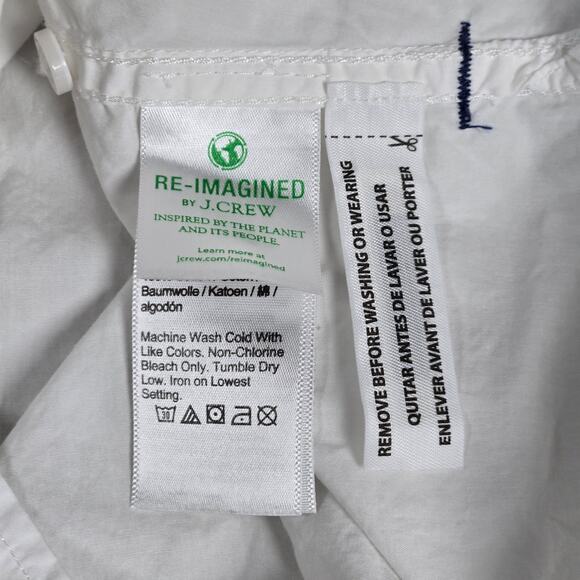 RE-IMAGINED
BY J.CREW
INSPIRED BY THE PLANET
AND ITS PEOPLE.
Learn more at
jcrew.com/reimagined
Baumwolle / Katoen / 綿 /
algodón
Machine Wash Cold With
Like Colors. Non-Chlorine
Bleach Only. Tumble Dry
Low. Iron on Lowest
Setting.
30
REMOVE BEFORE WASHING OR WEARING
QUITAR ANTES DE LAVAR O USAR
ENLEVER AVANT DE LAVER OU PORTER